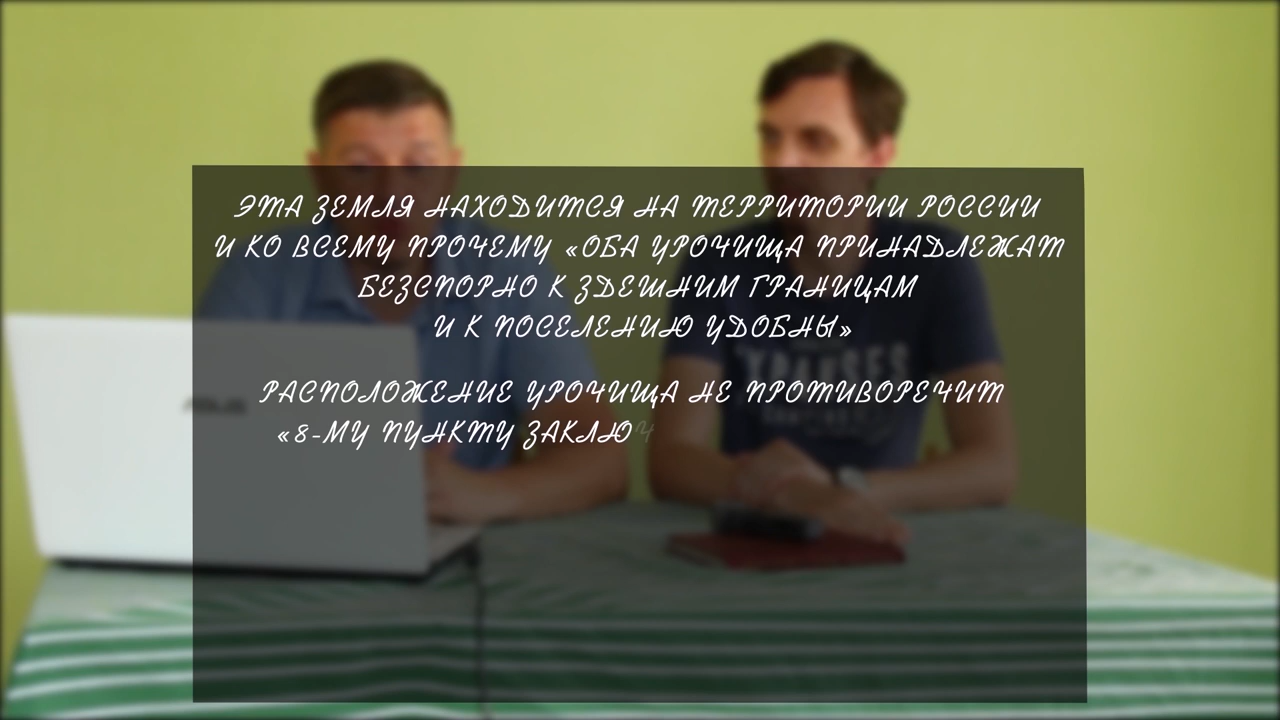 ЭТА ЗЕМЛЯ НАХОДИТСЯ НА ТЕРРИТОРИИ РОССИИ
И КО ВСЕМУ ПРОЧЕМУ «ОБА УРОЧИЩА ПРИНАДЛЕЖАТ
БЕЗСПОРНО К ЗДЕШНИМ ГРАНИЦАМ
И К ПОСЕЛЕНИЮ УДОБНЫ»
РАСПОЛОЖЕНИЕ УРОЧИЩА НЕ ПРОТИВОРЕЧИТ
«8-МУ ПУНКТУ ЗАКЛЮЧ